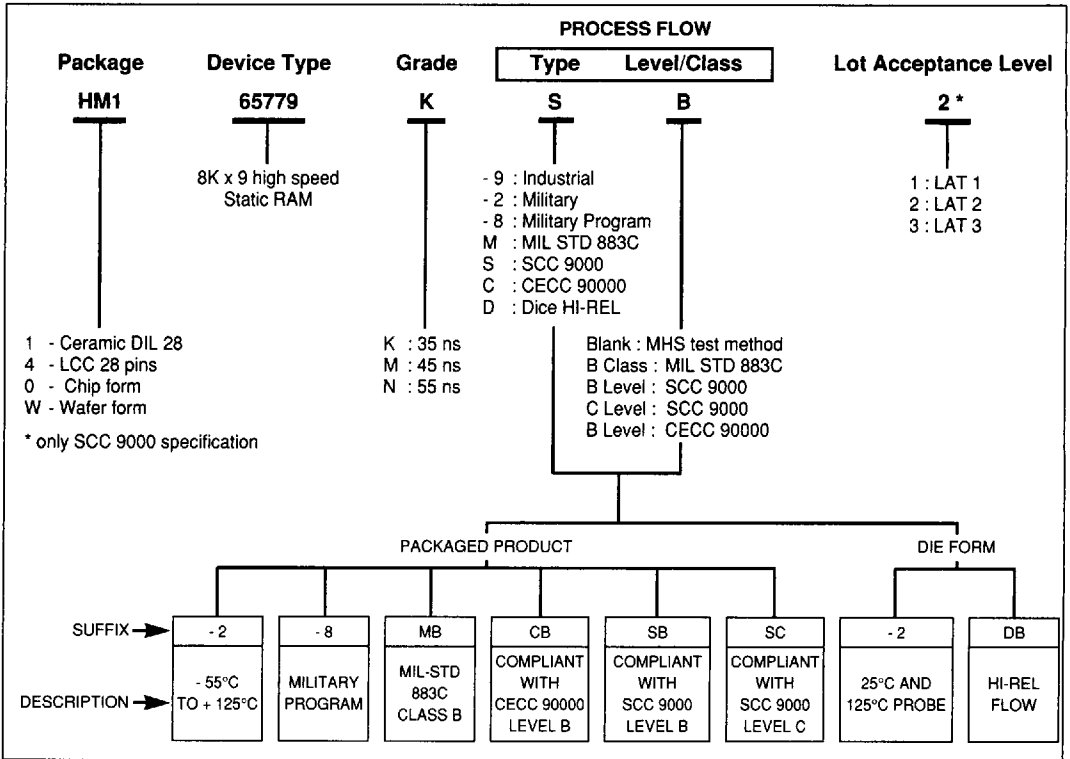 PROCESS FLOW
Package Device Type Grade Type Level/Class Lot Acceptance Level
HM1 65779 K S B 2 *
8K x 9 high speed
Static RAM
- 9 : Industrial
- 2 : Military
- 8 : Military Program
M : MIL STD 883C
S : SCC 9000
C : CECC 90000
D : Dice HI-REL
1 : LAT 1
2 : LAT 2
3 : LAT 3
1 - Ceramic DIL 28
4 - LCC 28 pins
0 - Chip form
W - Wafer form
* only SCC 9000 specification
K : 35 ns
M : 45 ns
N : 55 ns
Blank : MHS test method
B Class : MIL STD 883C
B Level : SCC 9000
C Level : SCC 9000
B Level : CECC 90000
PACKAGED PRODUCT DIE FORM
SUFFIX - 2 - 8 MB CB SB SC - 2 DB
DESCRIPTION
- 55°C
TO + 125°C
MILITARY
PROGRAM
MIL-STD
883C
CLASS B
COMPLIANT
WITH
CECC 90000
LEVEL B
COMPLIANT
WITH
SCC 9000
LEVEL B
COMPLIANT
WITH
SCC 9000
LEVEL C
25°C AND
125°C PROBE
HI-REL
FLOW